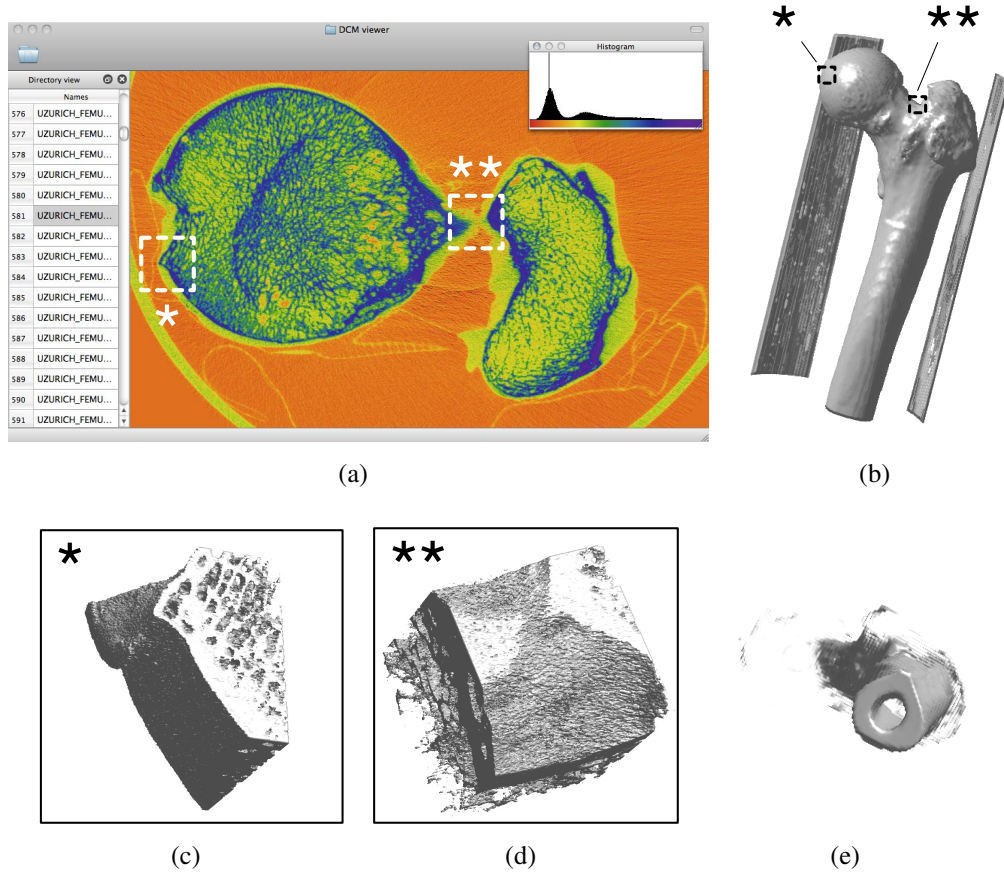 DCM viewer
Histogram
Directory view
Names
576 UZURICH_FEMU...
577 UZURICH_FEMU...
578 UZURICH_FEMU...
579 UZURICH_FEMU...
580 UZURICH_FEMU...
581 UZURICH_FEMU...
582 UZURICH_FEMU...
583 UZURICH_FEMU...
584 UZURICH_FEMU...
585 UZURICH_FEMU...
586 UZURICH_FEMU...
587 UZURICH_FEMU...
588 UZURICH_FEMU...
589 UZURICH_FEMU...
590 UZURICH_FEMU...
591 UZURICH_FEMU...
**
*
* **
(a)
(b)
*
**
(c)
(d)
(e)